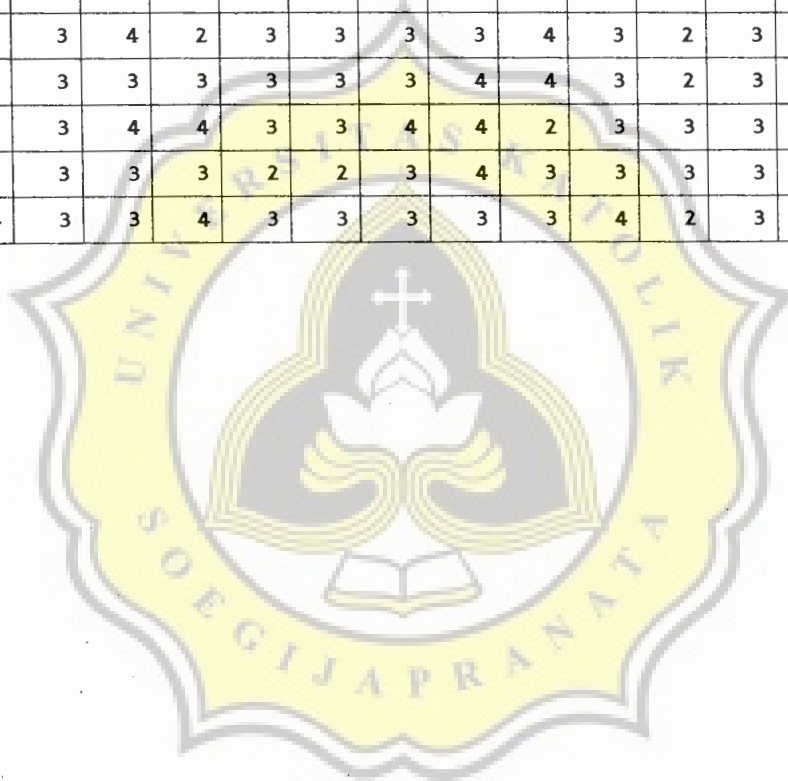 3 4 2 3 3 3 3 4 3 2 3
3 3 3 3 3 3 4 4 3 2 3
3 4 4 3 3 4 4 2 3 3 3
3 3 3 2 2 3 4 3 3 3 3
3 3 4 3 3 3 3 3 4 2 3
UNIVERSITAS KATOLIK
SOEGIJAPRANATA